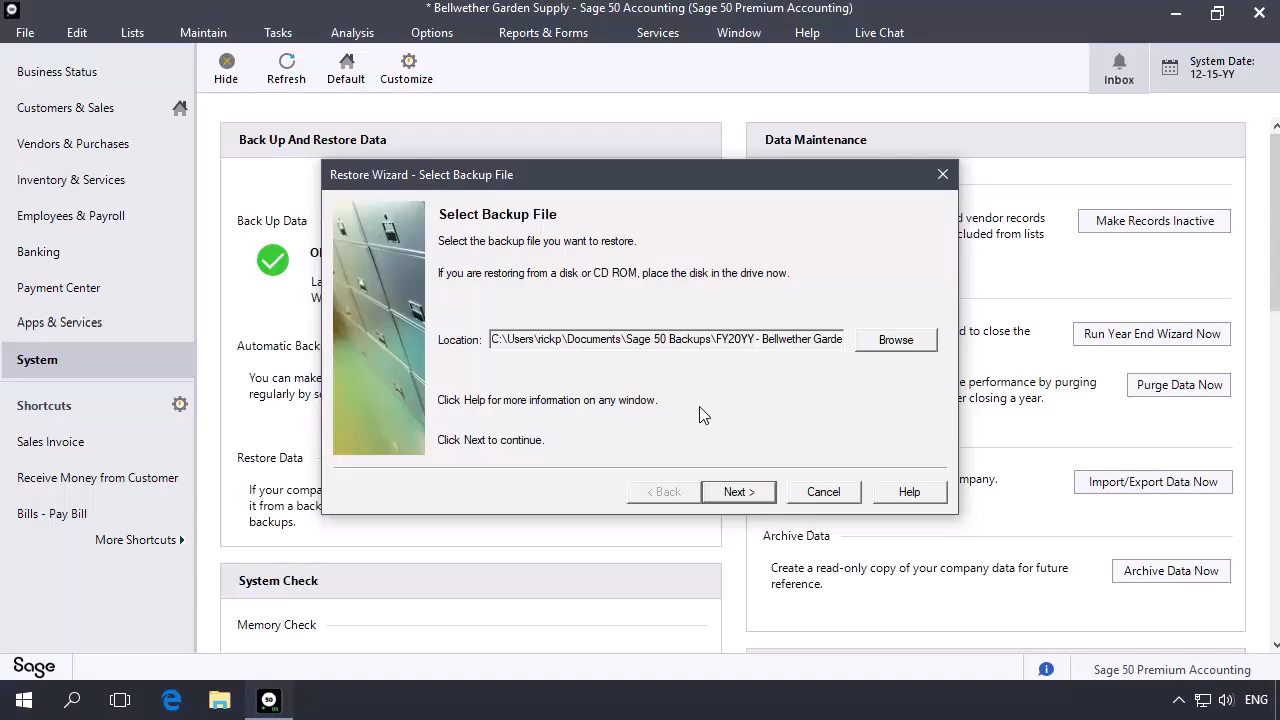 50
* Bellwether Garden Supply - Sage 50 Accounting (Sage 50 Premium Accounting)
File Edit Lists Maintain Tasks Analysis Options Reports & Forms Services Window Help Live Chat
Business Status
Customers & Sales
Vendors & Purchases
Inventory & Services
Employees & Payroll
Banking
Payment Center
Apps & Services
System
Shortcuts
Sales Invoice
Receive Money from Customer
Bills - Pay Bill
More Shortcuts
Hide Refresh Default Customize
Inbox
System Date:
12-15-YY
Back Up And Restore Data
Back Up Data
Automatic Back
You can make
regularly by s
Restore Data
If your compa
it from a back
backups.
System Check
Memory Check
Restore Wizard - Select Backup File
Select Backup File
Select the backup file you want to restore.
If you are restoring from a disk or CD ROM, place the disk in the drive now.
Location: C:\Users\rickp\Documents\Sage 50 Backups\FY20YY - Bellwether Garde Browse
Click Help for more information on any window.
Click Next to continue.
< Back Next > Cancel Help
Data Maintenance
d vendor records
cluded from lists
Make Records Inactive
d to close the
Run Year End Wizard Now
e performance by purging
r closing a year.
Purge Data Now
mpany.
Import/Export Data Now
Archive Data
Create a read-only copy of your company data for future
reference.
Archive Data Now
Sage
Sage 50 Premium Accounting
50
ENG